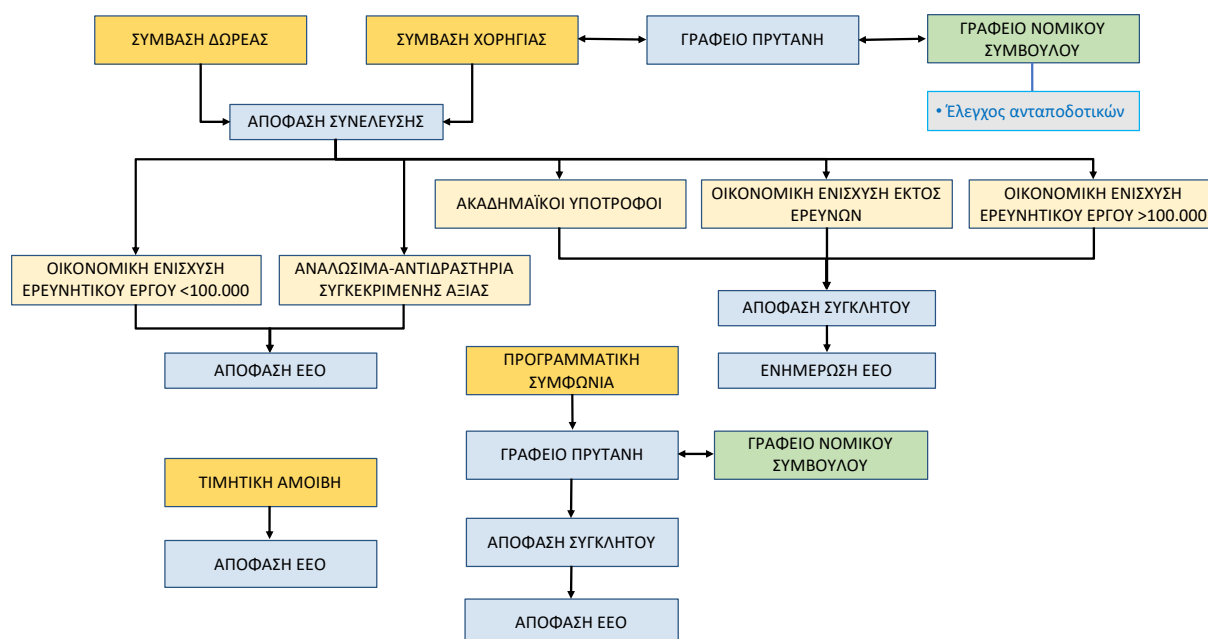 ΣΥΜΒΑΣΗ ΔΩΡΕΑΣ
ΣΥΜΒΑΣΗ ΧΟΡΗΓΙΑΣ
ΓΡΑΦΕΙΟ ΠΡΥΤΑΝΗ
ΓΡΑΦΕΙΟ ΝΟΜΙΚΟΥ
ΣΥΜΒΟΥΛΟΥ
• Έλεγχος ανταποδοτικών
ΑΠΟΦΑΣΗ ΣΥΝΕΛΕΥΣΗΣ
ΑΚΑΔΗΜΑΪΚΟΙ ΥΠΟΤΡΟΦΟΙ
ΟΙΚΟΝΟΜΙΚΗ ΕΝΙΣΧΥΣΗ ΕΚΤΟΣ
ΕΡΕΥΝΩΝ
ΟΙΚΟΝΟΜΙΚΗ ΕΝΙΣΧΥΣΗ
ΕΡΕΥΝΗΤΙΚΟΥ ΕΡΓΟΥ >100.000
ΟΙΚΟΝΟΜΙΚΗ ΕΝΙΣΧΥΣΗ
ΕΡΕΥΝΗΤΙΚΟΥ ΕΡΓΟΥ <100.000
ΑΝΑΛΩΣΙΜΑ-ΑΝΤΙΔΡΑΣΤΗΡΙΑ
ΣΥΓΚΕΚΡΙΜΕΝΗΣ ΑΞΙΑΣ
ΑΠΟΦΑΣΗ ΣΥΓΚΛΗΤΟΥ
ΑΠΟΦΑΣΗ ΕΕΟ
ΕΝΗΜΕΡΩΣΗ ΕΕΟ
ΠΡΟΓΡΑΜΜΑΤΙΚΗ
ΣΥΜΦΩΝΙΑ
ΓΡΑΦΕΙΟ ΠΡΥΤΑΝΗ
ΓΡΑΦΕΙΟ ΝΟΜΙΚΟΥ
ΣΥΜΒΟΥΛΟΥ
ΤΙΜΗΤΙΚΗ ΑΜΟΙΒΗ
ΑΠΟΦΑΣΗ ΣΥΓΚΛΗΤΟΥ
ΑΠΟΦΑΣΗ ΕΕΟ
ΑΠΟΦΑΣΗ ΕΕΟ